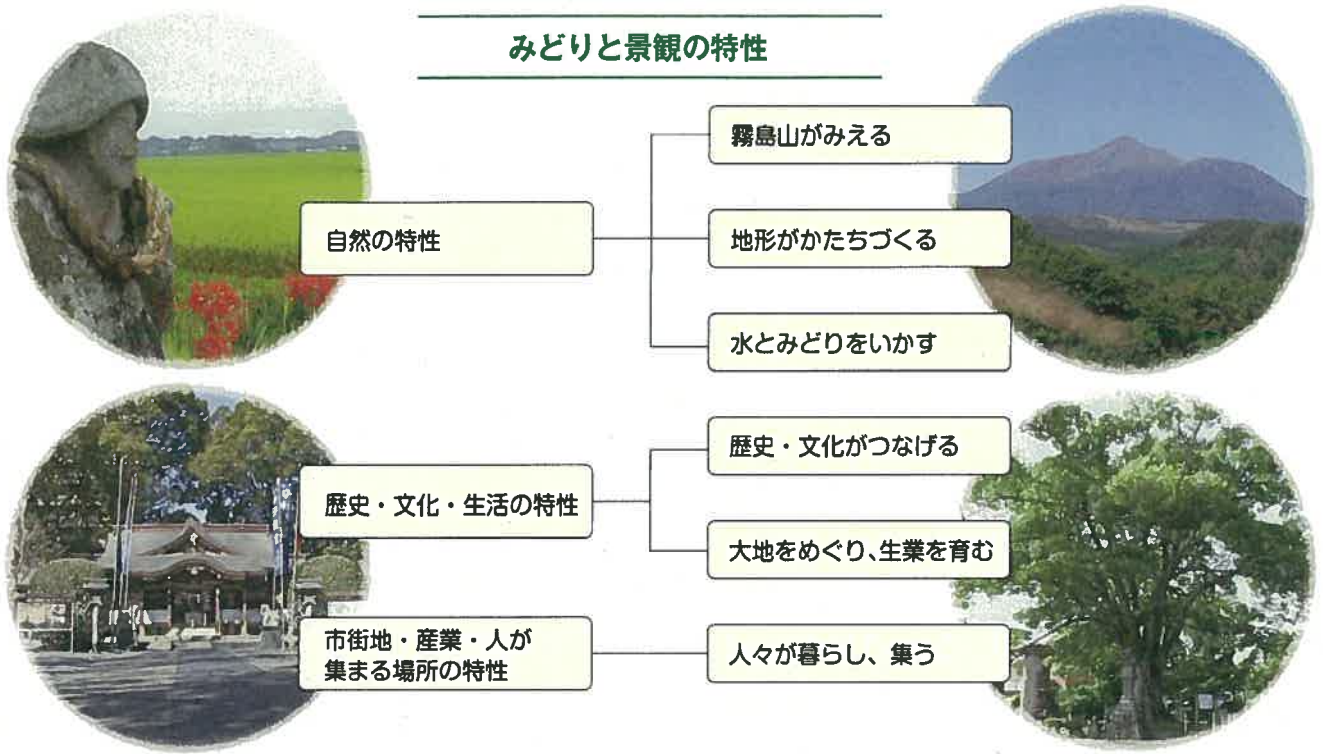 みどりと景観の特性
自然の特性
霧島山がみえる
地形がかたちづくる
水とみどりをいかす
歴史・文化・生活の特性
歴史・文化がつなげる
大地をめぐり、生業を育む
市街地・産業・人が
集まる場所の特性
人々が暮らし、集う